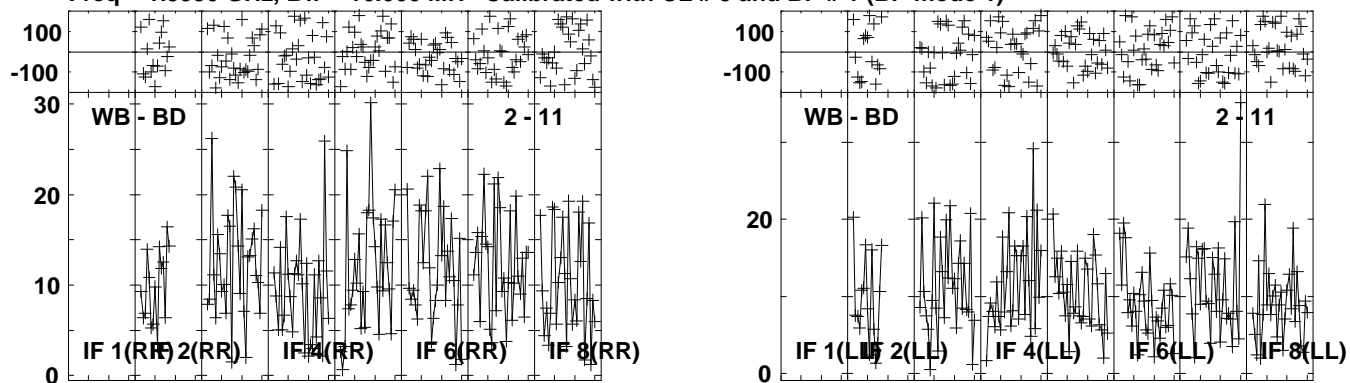 100
-100
30
20
10
0
WB - BD 2 - 11
IF 1(RR) IF 2(RR) IF 4(RR) IF 6(RR) IF 8(RR)
100
-100
20
0
WB - BD 2 - 11
IF 1(LL) IF 2(LL) IF 4(LL) IF 6(LL) IF 8(LL)